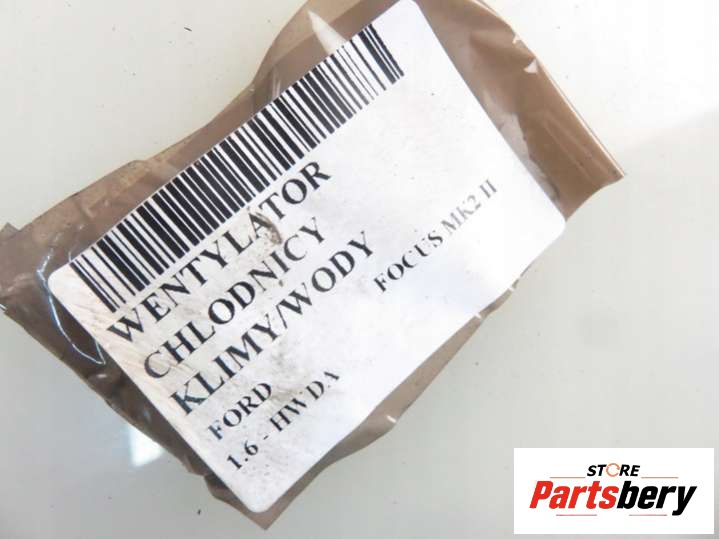 WENTYLATOR
CHLODNICY
KLIMY/WODY
FORD
FOCUS MK2 II
1.6 - HWDA
STORE
Partsbery